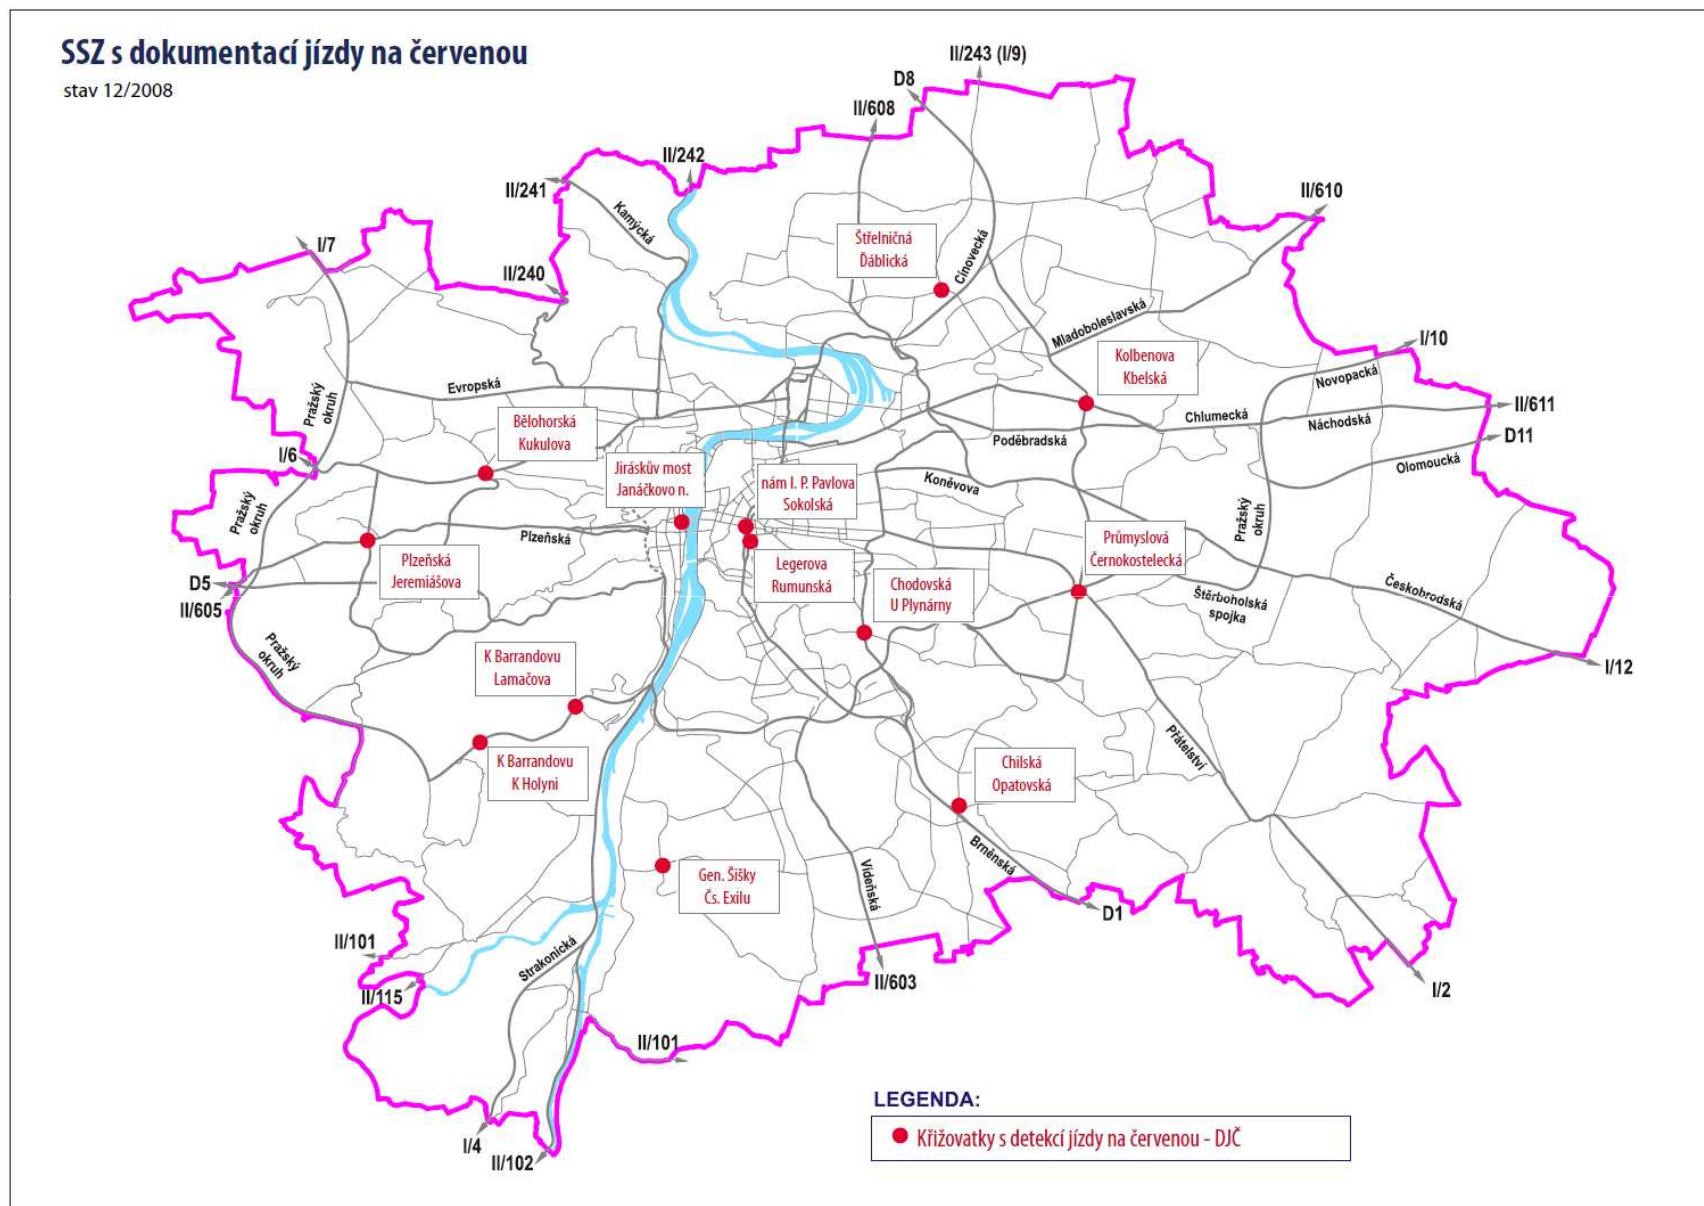 SSZ s dokumentací jízdy na červenou
stav 12/2008
II/243 (I/9)
D8
II/608
II/242
II/241
II/610
Kamýcká
I/7
Střelničná
Ďáblická
Cínovecká
II/240
Mladoboleslavská
I/10
Kolbenova
Kbelská
Novopacká
Evropská
Pražský
okruh
II/611
Bělohorská
Kukulova
Chlumecká
Náchodská
Poděbradská
D11
I/6
Jiráskův most
Janáčkovo n.
nám I. P. Pavlova
Sokolská
Koněvova
Olomoucká
Pražský
okruh
Pražský
okruh
Plzeňská
Průmyslová
Černokostelecká
Plzeňská
Jeremiášova
Legerova
Rumunská
Chodovská
U Plynárny
D5
II/605
Štěrboholská
spojka
Českobrodská
Pražský
okruh
K Barrandovu
Lamačova
I/12
K Barrandovu
K Holyni
Přátelství
Chilská
Opatovská
Brněnská
Gen. Šišky
Čs. Exilu
Vídeňská
D1
II/101
Strakonická
II/603
II/115
I/2
II/101
LEGENDA:
Křižovatky s detekcí jízdy na červenou - DJČ
I/4
II/102